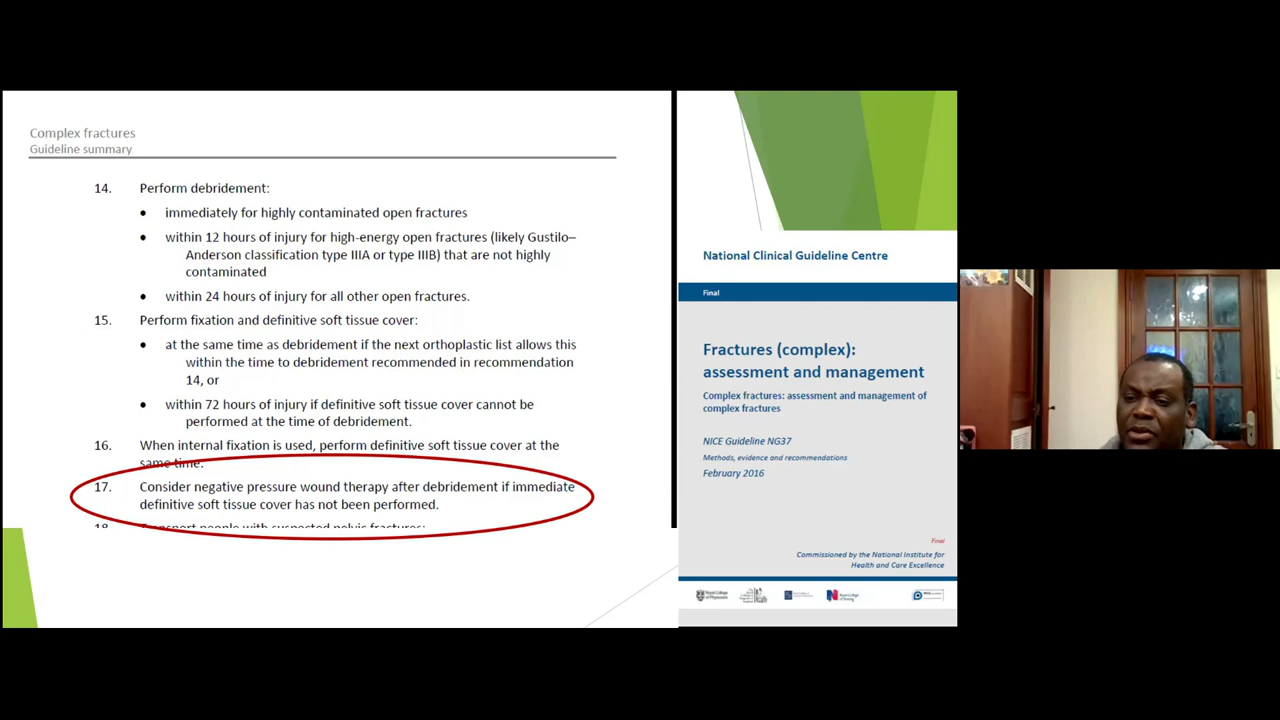 Complex fractures
Guideline summary
14. Perform debridement:
• immediately for highly contaminated open fractures
• within 12 hours of injury for high-energy open fractures (likely Gustilo–
Anderson classification type IIIA or type IIIB) that are not highly
contaminated
• within 24 hours of injury for all other open fractures.
15. Perform fixation and definitive soft tissue cover:
• at the same time as debridement if the next orthoplastic list allows this
within the time to debridement recommended in recommendation
14, or
• within 72 hours of injury if definitive soft tissue cover cannot be
performed at the time of debridement.
16. When internal fixation is used, perform definitive soft tissue cover at the
same time.
17. Consider negative pressure wound therapy after debridement if immediate
definitive soft tissue cover has not been performed.
18. Transport people with suspected pelvic fractures:
National Clinical Guideline Centre
Final
Fractures (complex):
assessment and management
Complex fractures: assessment and management of
complex fractures
NICE Guideline NG37
Methods, evidence and recommendations
February 2016
Final
Commissioned by the National Institute for
Health and Care Excellence